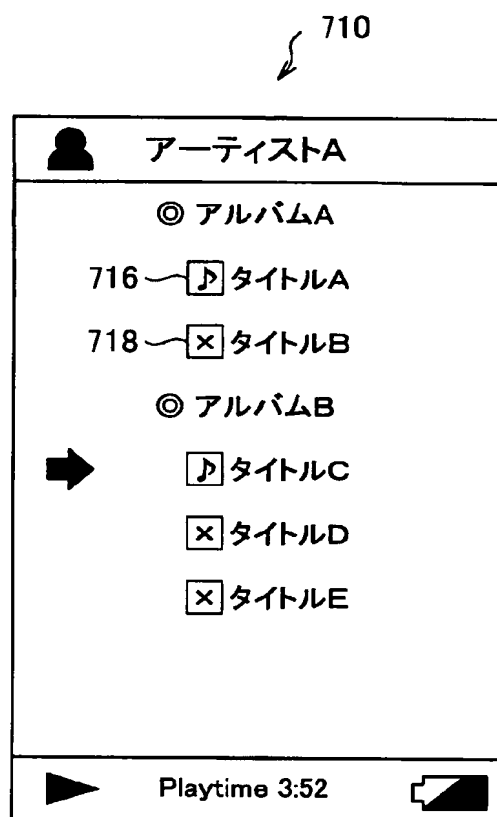 710
アーティストA
◎ アルバムA
716 ♪ タイトルA
718 × タイトルB
◎ アルバムB
♪ タイトルC
× タイトルD
× タイトルE
Playtime 3:52